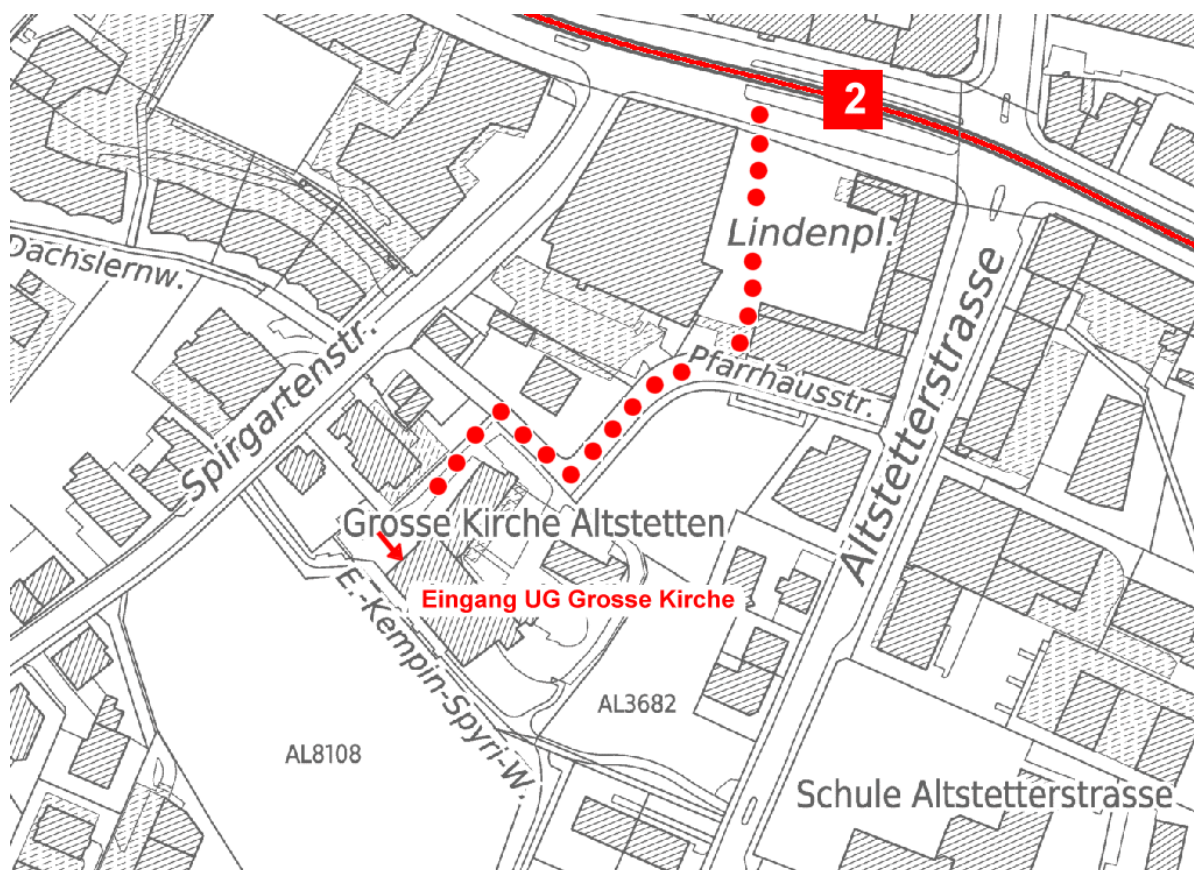 2
Lindenpl.
Dachslernw.
Spirgartenstr.
Pfarrhausstr.
Altstetterstrasse
Grosse Kirche Altstetten
Eingang UG Grosse Kirche
E.-Kempin-Spyri-W.
AL3682
AL8108
Schule Altstetterstrasse